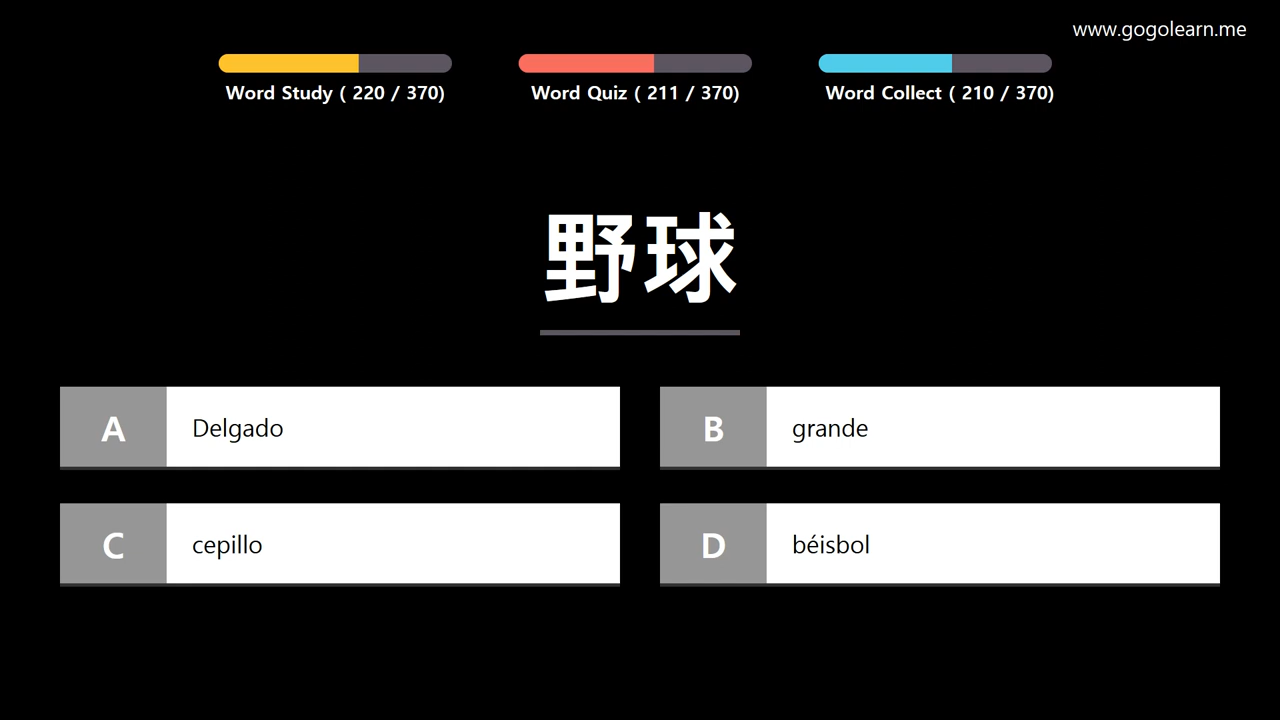 www.gogolearn.me
Word Study ( 220 / 370)
Word Quiz ( 211 / 370)
Word Collect ( 210 / 370)
野球
A
Delgado
B
grande
C
cepillo
D
béisbol